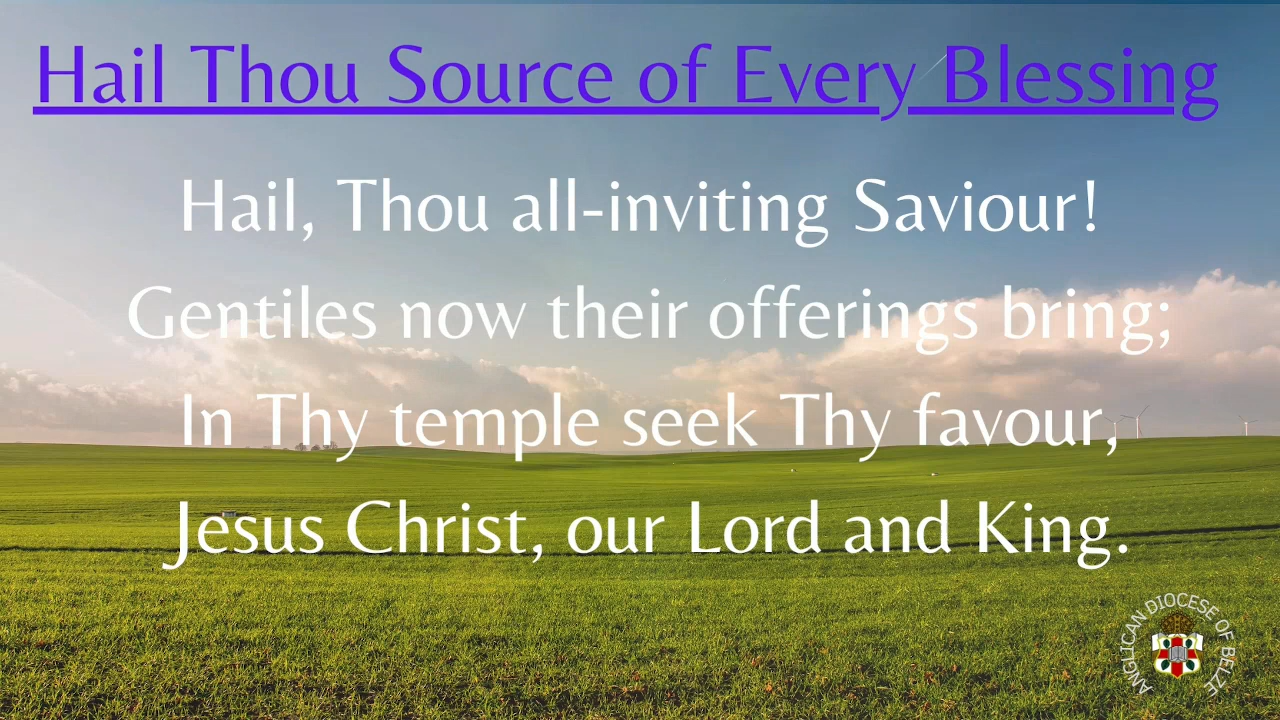 Hail Thou Source of Every Blessing
Hail, Thou all-inviting Saviour!
Gentiles now their offerings bring;
In Thy temple seek Thy favour,
Jesus Christ, our Lord and King.
ANGLICAN DIOCESE OF BELIZE